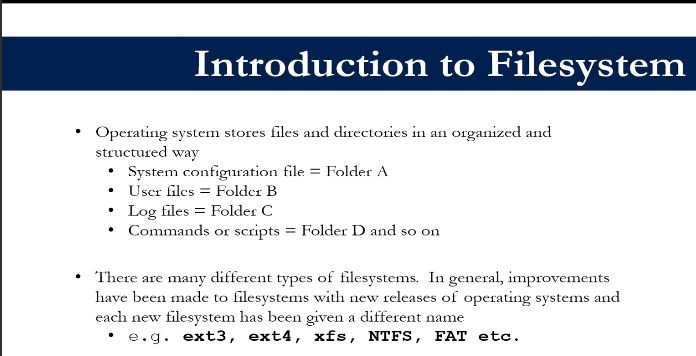 Introduction to Filesystem
• Operating system stores files and directories in an organized and
structured way
• System configuration file = Folder A
• User files = Folder B
• Log files = Folder C
• Commands or scripts = Folder D and so on
• There are many different types of filesystems. In general, improvements
have been made to filesystems with new releases of operating systems and
each new filesystem has been given a different name
• e.g. ext3, ext4, xfs, NTFS, FAT etc.